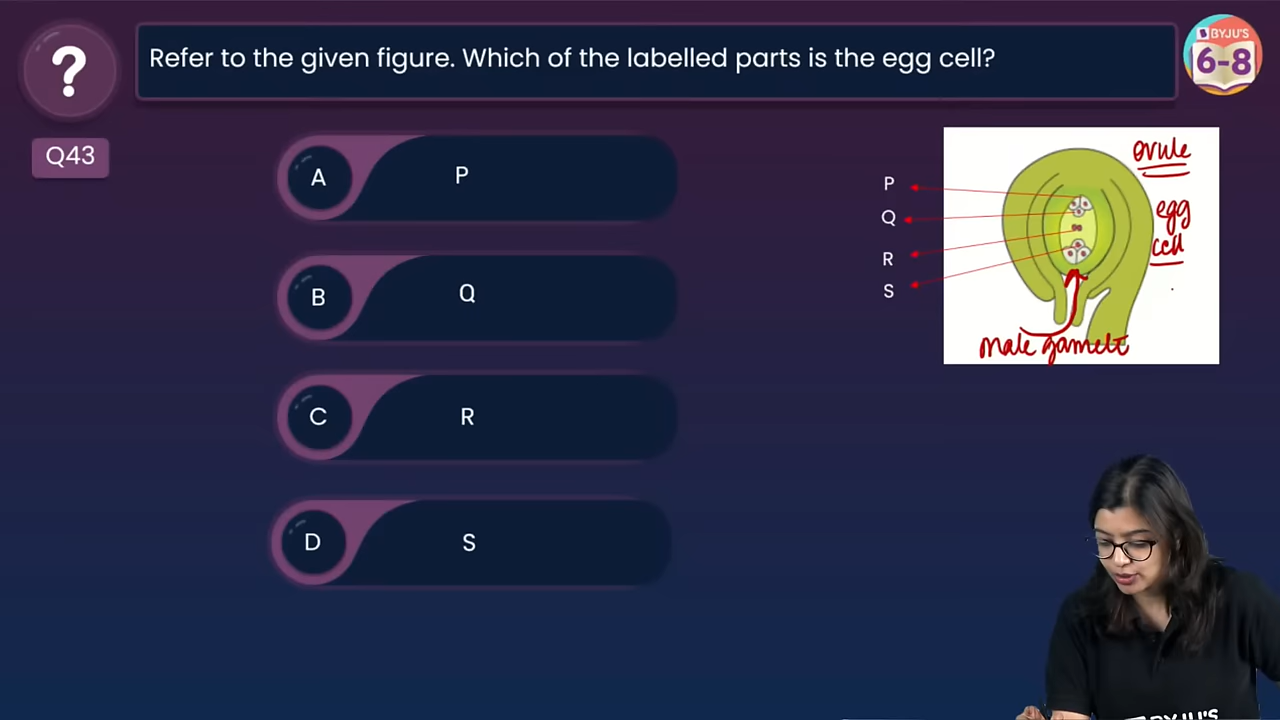 Refer to the given figure. Which of the labelled parts is the egg cell?
BYJU'S
6-8
Q43
A
P
B
Q
C
R
D
S
P
Q
R
S
ovule
egg
cell
male gamete
BYJU'S